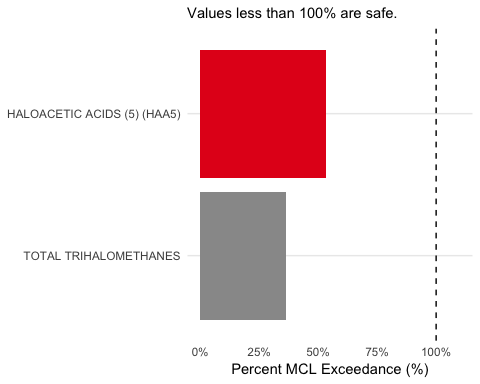 Values less than 100% are safe.
HALOACETIC ACIDS (5) (HAA5)
TOTAL TRIHALOMETHANES
0% 25% 50% 75% 100%
Percent MCL Exceedance (%)